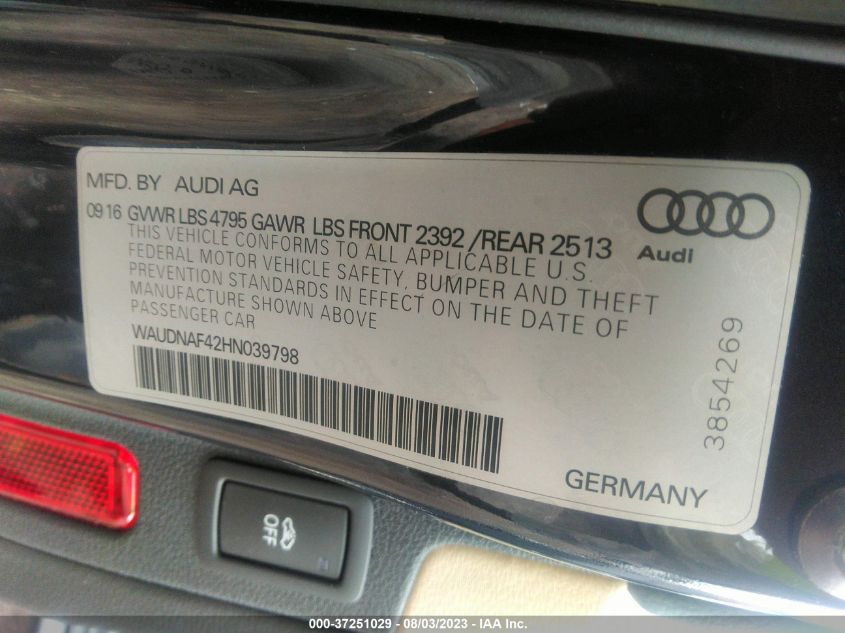 MFD. BY AUDI AG
09 16 GVWR LBS 4795 GAWR LBS FRONT 2392 /REAR 2513
THIS VEHICLE CONFORMS TO ALL APPLICABLE U.S.
FEDERAL MOTOR VEHICLE SAFETY, BUMPER AND THEFT
PREVENTION STANDARDS IN EFFECT ON THE DATE OF
MANUFACTURE SHOWN ABOVE
PASSENGER CAR
WAUDNAF42HN039798
Audi
3854269
GERMANY
OFF
000-37251029 - 08/03/2023 - IAA Inc.